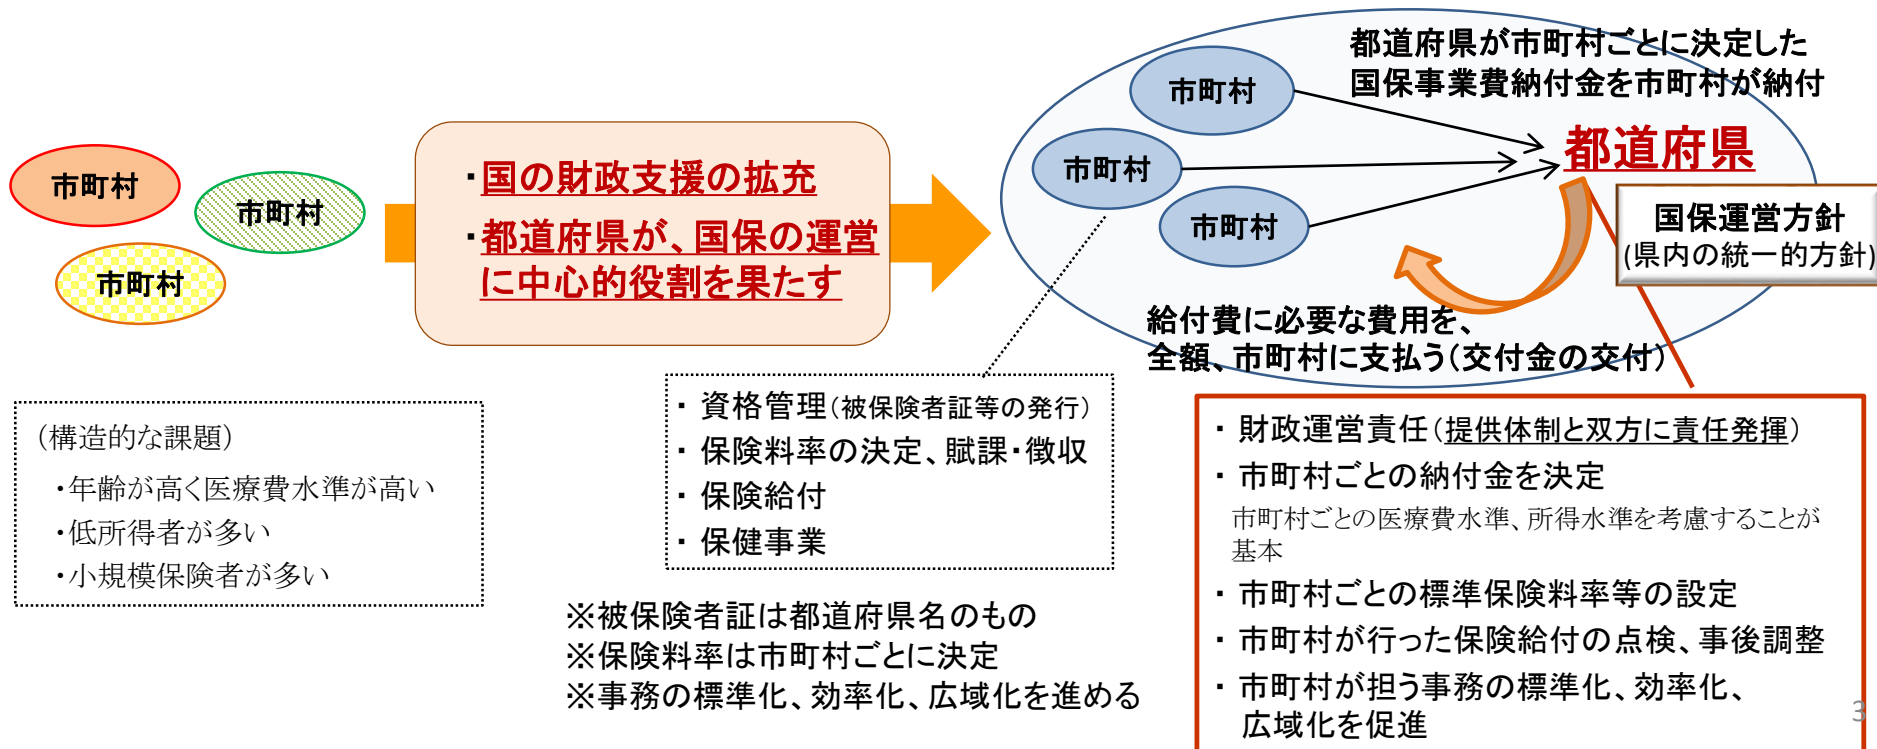 市町村
市町村
市町村
・国の財政支援の拡充
・都道府県が、国保の運営
に中心的役割を果たす
都道府県が市町村ごとに決定した
国保事業費納付金を市町村が納付
市町村
市町村
市町村
都道府県
国保運営方針
(県内の統一的方針)
給付費に必要な費用を、
全額、市町村に支払う(交付金の交付)
(構造的な課題)
・年齢が高く医療費水準が高い
・低所得者が多い
・小規模保険者が多い
・ 資格管理(被保険者証等の発行)
・ 保険料率の決定、賦課・徴収
・ 保険給付
・ 保健事業
※被保険者証は都道府県名のもの
※保険料率は市町村ごとに決定
※事務の標準化、効率化、広域化を進める
・ 財政運営責任(提供体制と双方に責任発揮)
・ 市町村ごとの納付金を決定
市町村ごとの医療費水準、所得水準を考慮することが
基本
・ 市町村ごとの標準保険料率等の設定
・ 市町村が行った保険給付の点検、事後調整
・ 市町村が担う事務の標準化、効率化、
広域化を促進
3